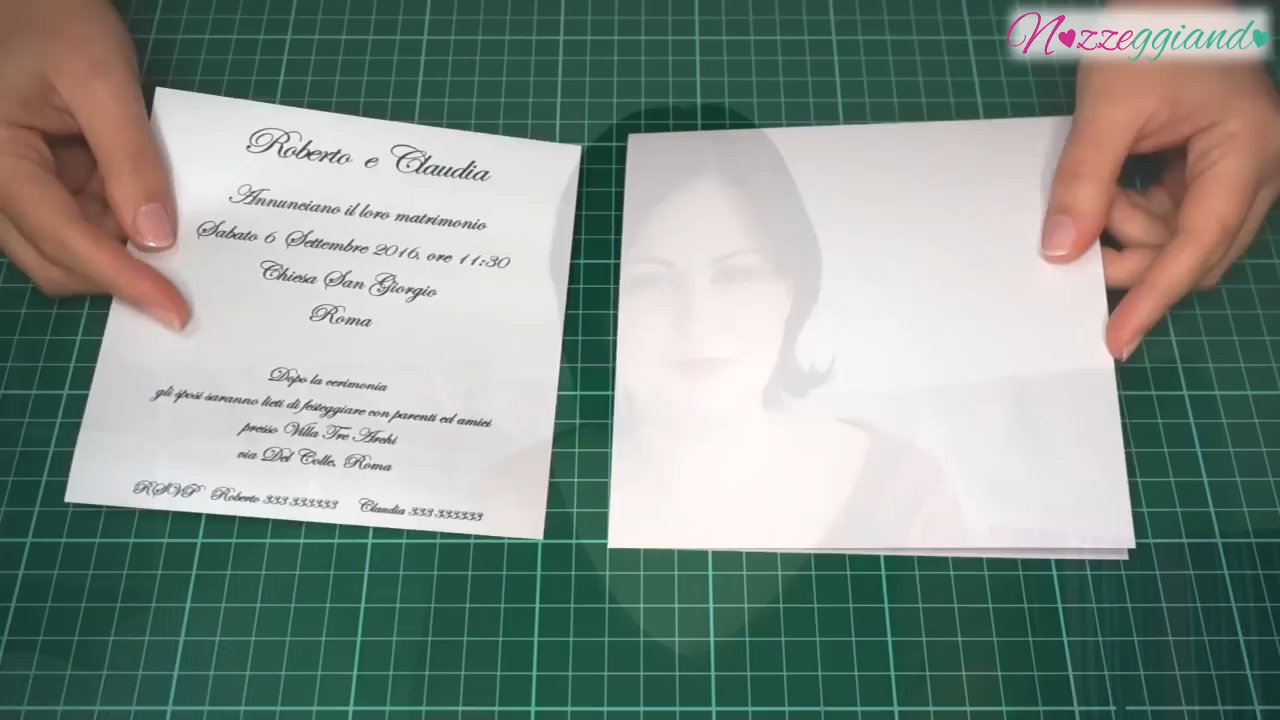 Nozzeggiando
Roberto e Claudia
Annunciano il loro matrimonio
Sabato 6 Settembre 2016, ore 11:30
Chiesa San Giorgio
Roma
Dopo la cerimonia
gli sposi saranno lieti di festeggiare con parenti ed amici
presso Villa Tre Archi
via Del Colle, Roma
RSVP Roberto 333 333333 Claudia 333 333333